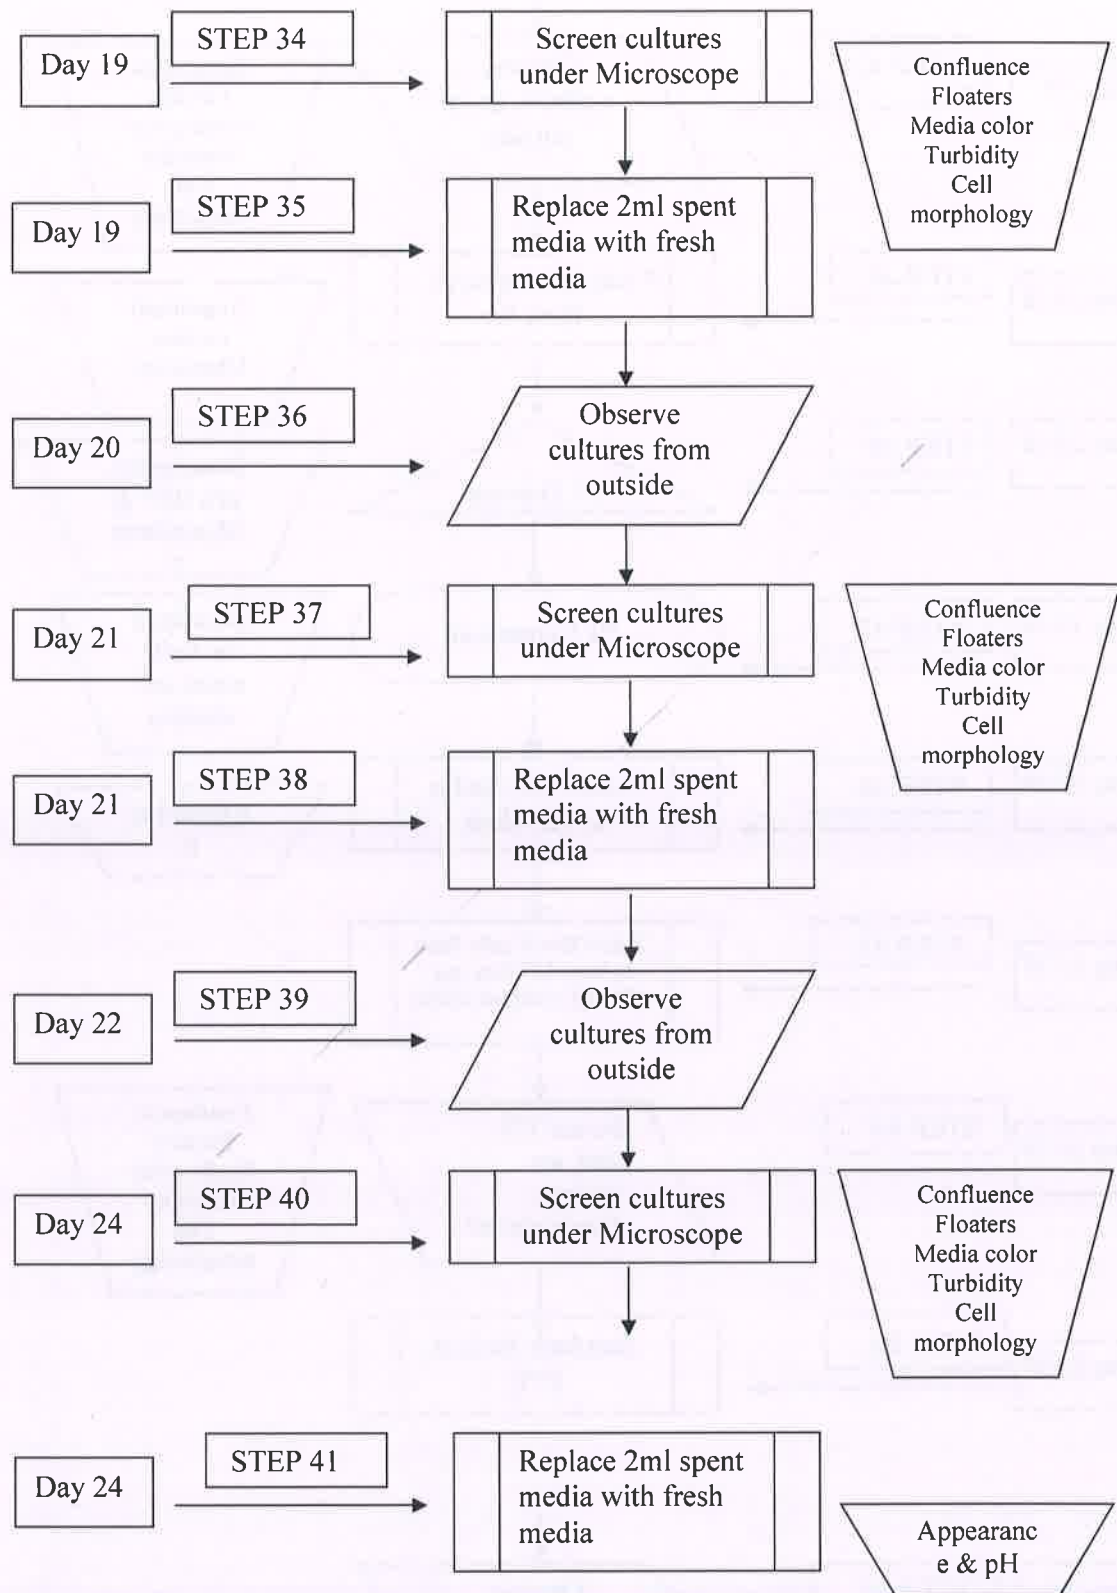 STEP 34
Day 19
Screen cultures
under Microscope
Confluence
Floaters
Media color
Turbidity
Cell
morphology
STEP 35
Day 19
Replace 2ml spent
media with fresh
media
STEP 36
Day 20
Observe
cultures from
outside
STEP 37
Day 21
Screen cultures
under Microscope
Confluence
Floaters
Media color
Turbidity
Cell
morphology
STEP 38
Day 21
Replace 2ml spent
media with fresh
media
STEP 39
Day 22
Observe
cultures from
outside
STEP 40
Day 24
Screen cultures
under Microscope
Confluence
Floaters
Media color
Turbidity
Cell
morphology
STEP 41
Day 24
Replace 2ml spent
media with fresh
media
Appearanc
e & pH